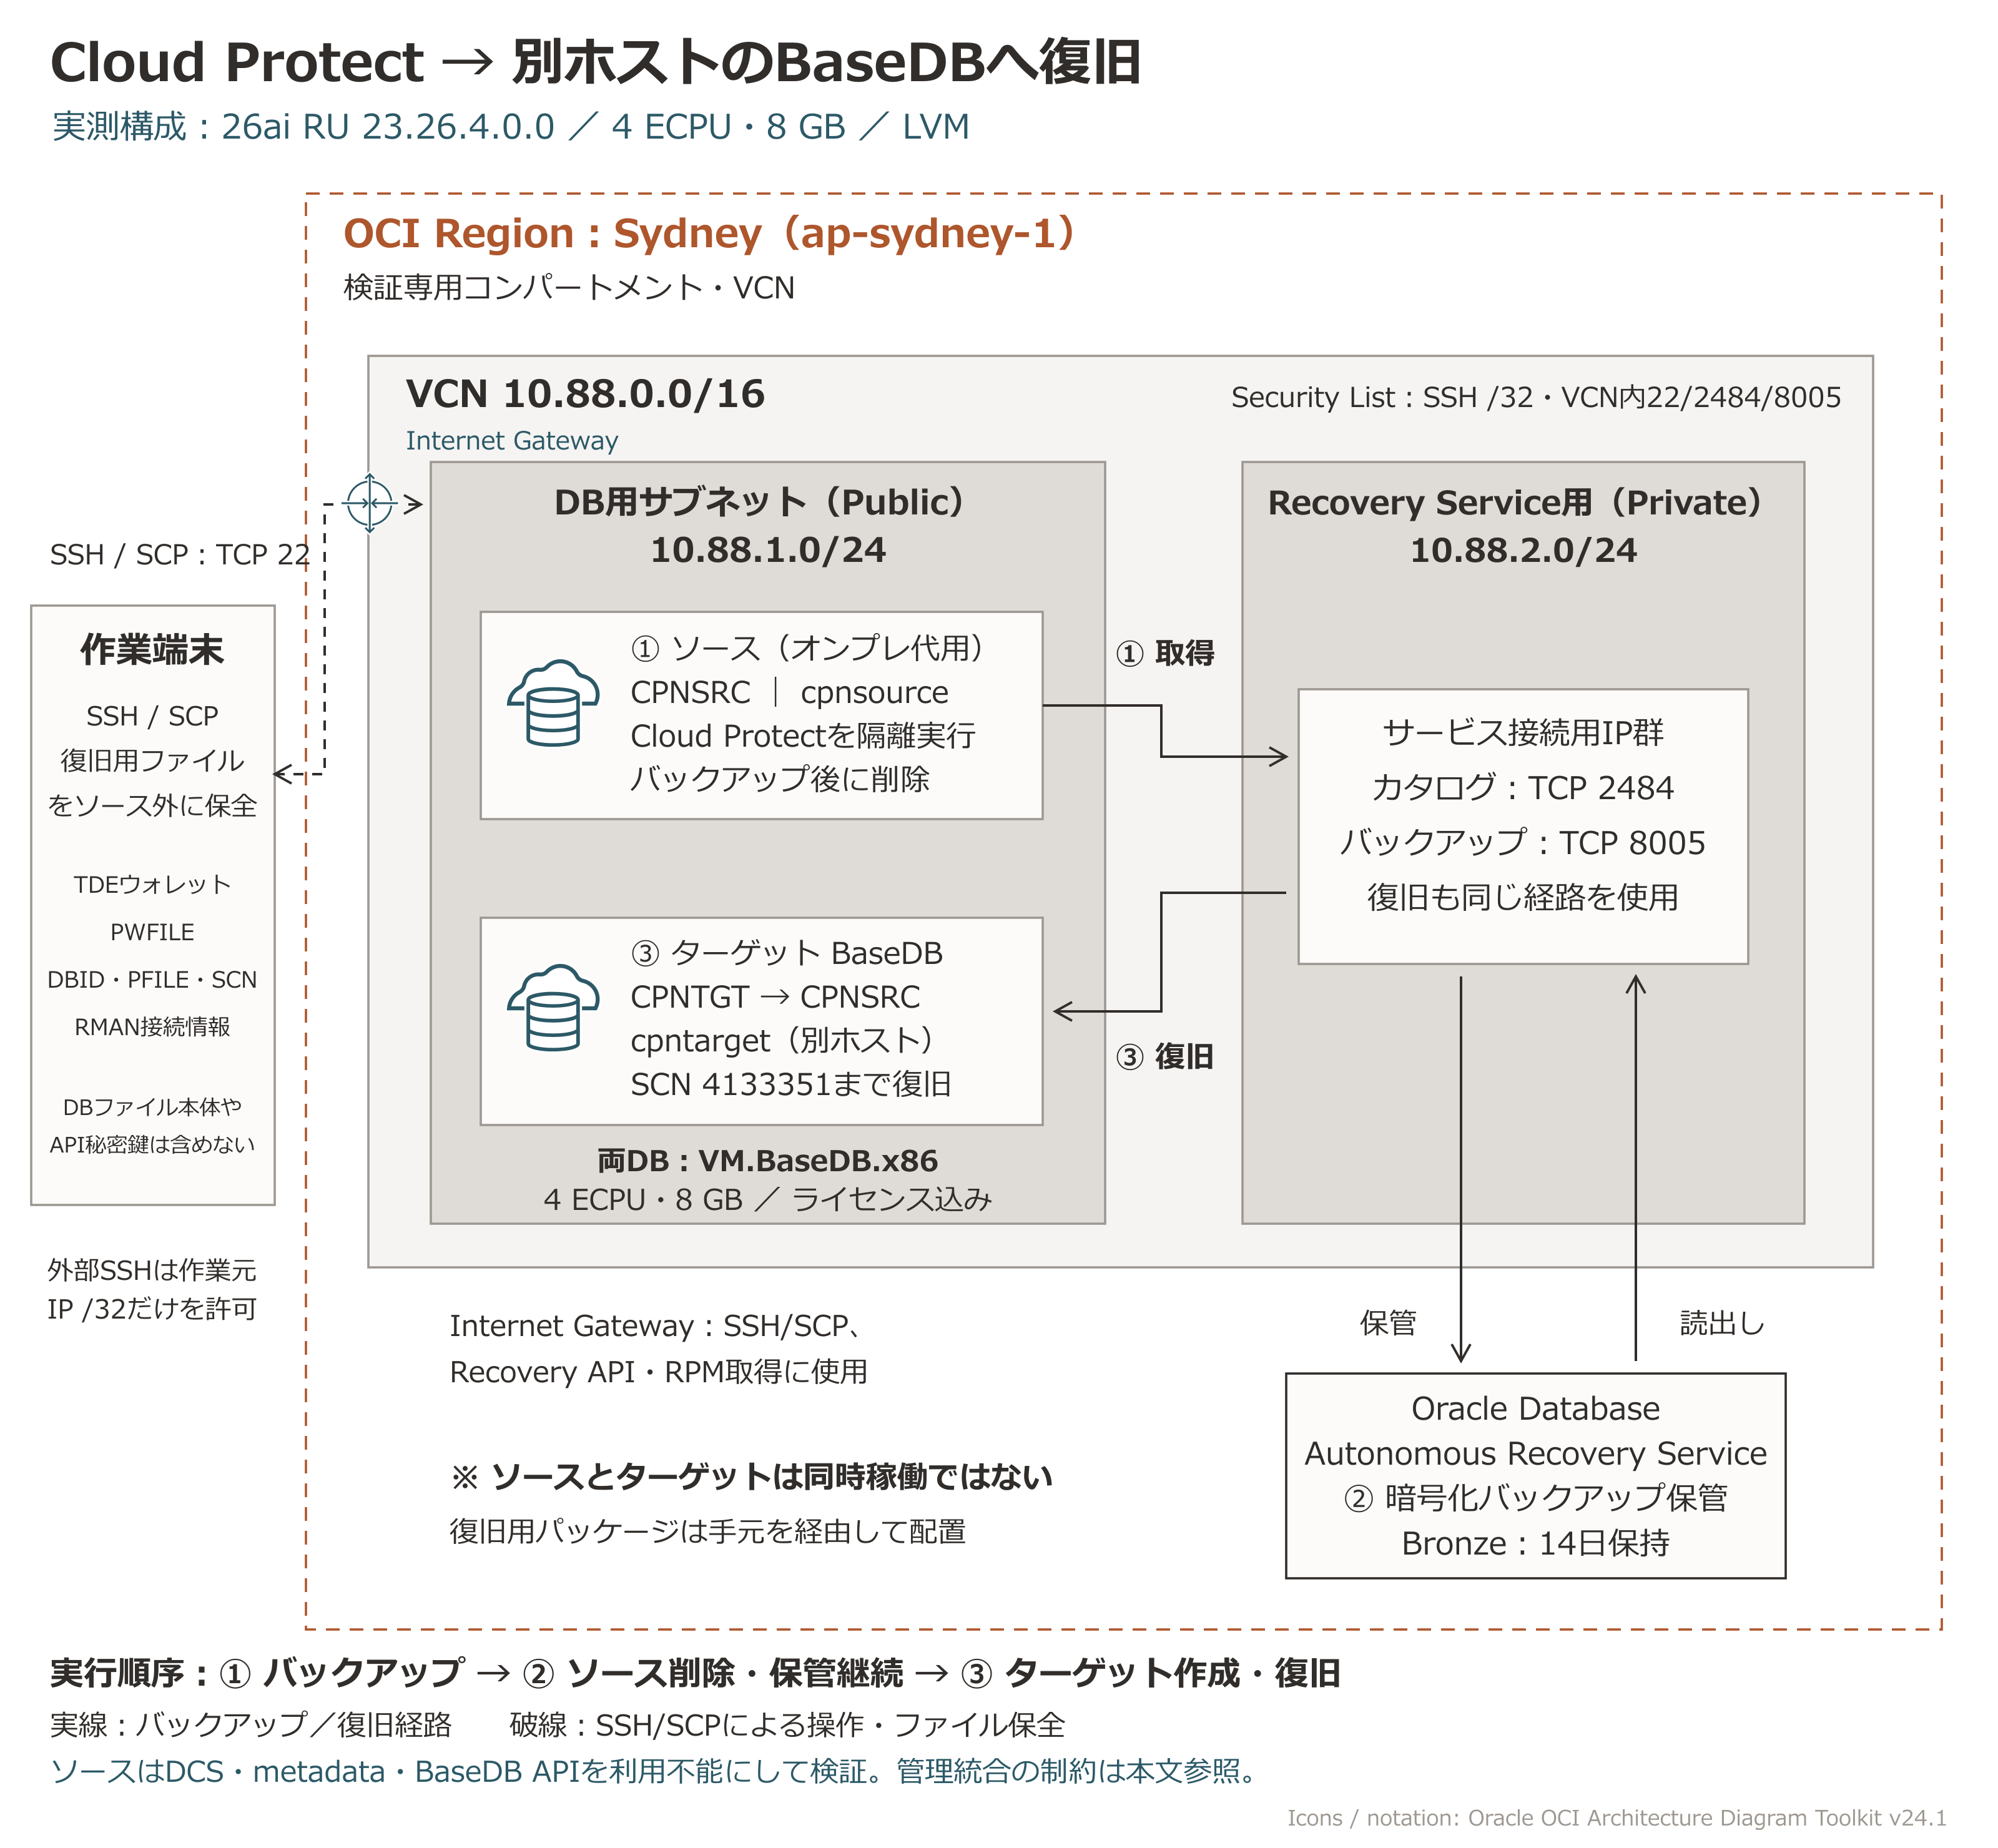 Cloud Protect → 別ホストのBaseDBへ復旧
実測構成：26ai RU 23.26.4.0.0 ／ 4 ECPU・8 GB ／ LVM
OCI Region：Sydney（ap-sydney-1）
検証専用コンパートメント・VCN
VCN 10.88.0.0/16
Security List：SSH /32・VCN内22/2484/8005
Internet Gateway
SSH / SCP：TCP 22
作業端末
SSH / SCP
復旧用ファイル
をソース外に保全
TDEウォレット
PWFILE
DBID・PFILE・SCN
RMAN接続情報
DBファイル本体や
API秘密鍵は含めない
外部SSHは作業元
IP /32だけを許可
DB用サブネット（Public）
10.88.1.0/24
① ソース（オンプレ代用）
CPNSRC ｜ cpnsource
Cloud Protectを隔離実行
バックアップ後に削除
③ ターゲット BaseDB
CPNTGT → CPNSRC
cpntarget（別ホスト）
SCN 4133351まで復旧
両DB：VM.BaseDB.x86
4 ECPU・8 GB ／ ライセンス込み
① 取得
③ 復旧
Recovery Service用（Private）
10.88.2.0/24
サービス接続用IP群
カタログ：TCP 2484
バックアップ：TCP 8005
復旧も同じ経路を使用
保管
読出し
Internet Gateway：SSH/SCP、
Recovery API・RPM取得に使用
※ ソースとターゲットは同時稼働ではない
復旧用パッケージは手元を経由して配置
Oracle Database
Autonomous Recovery Service
② 暗号化バックアップ保管
Bronze：14日保持
実行順序：① バックアップ → ② ソース削除・保管継続 → ③ ターゲット作成・復旧
実線：バックアップ／復旧経路　　破線：SSH/SCPによる操作・ファイル保全
ソースはDCS・metadata・BaseDB APIを利用不能にして検証。管理統合の制約は本文参照。
Icons / notation: Oracle OCI Architecture Diagram Toolkit v24.1